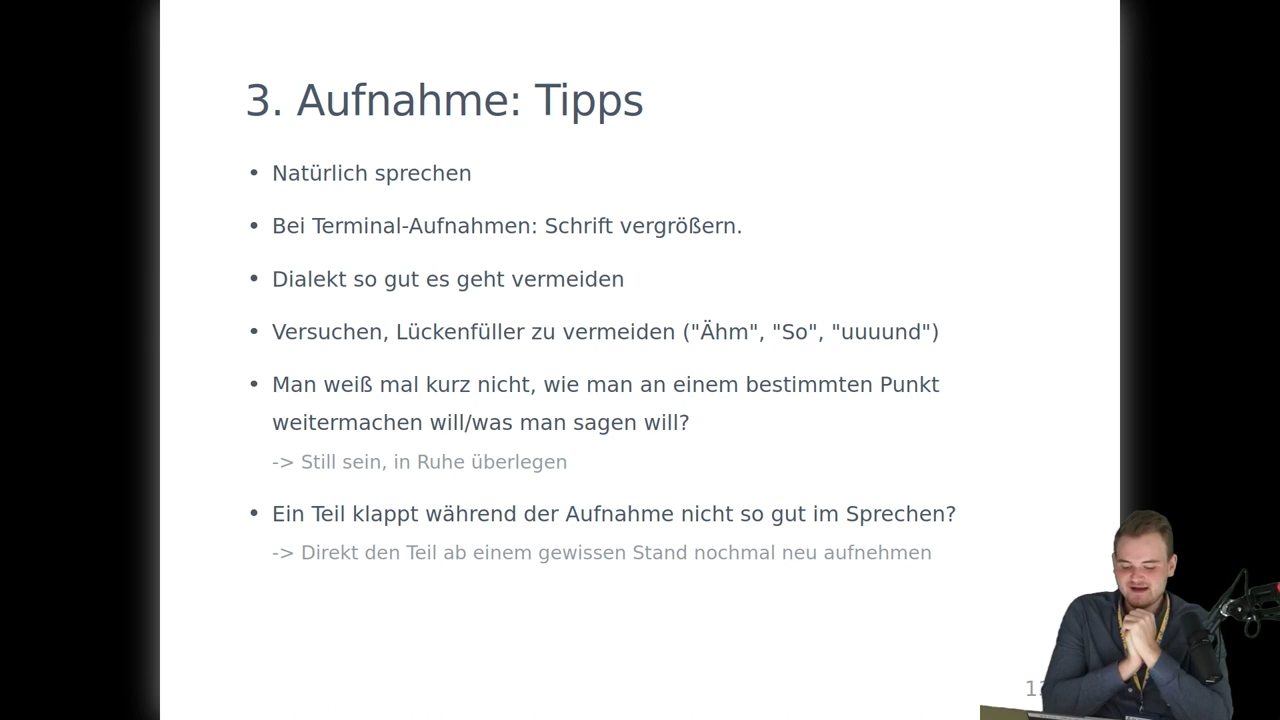 3. Aufnahme: Tipps
• Natürlich sprechen
• Bei Terminal-Aufnahmen: Schrift vergrößern.
• Dialekt so gut es geht vermeiden
• Versuchen, Lückenfüller zu vermeiden ("Ähm", "So", "uuuund")
• Man weiß mal kurz nicht, wie man an einem bestimmten Punkt
weitermachen will/was man sagen will?
-> Still sein, in Ruhe überlegen
• Ein Teil klappt während der Aufnahme nicht so gut im Sprechen?
-> Direkt den Teil ab einem gewissen Stand nochmal neu aufnehmen